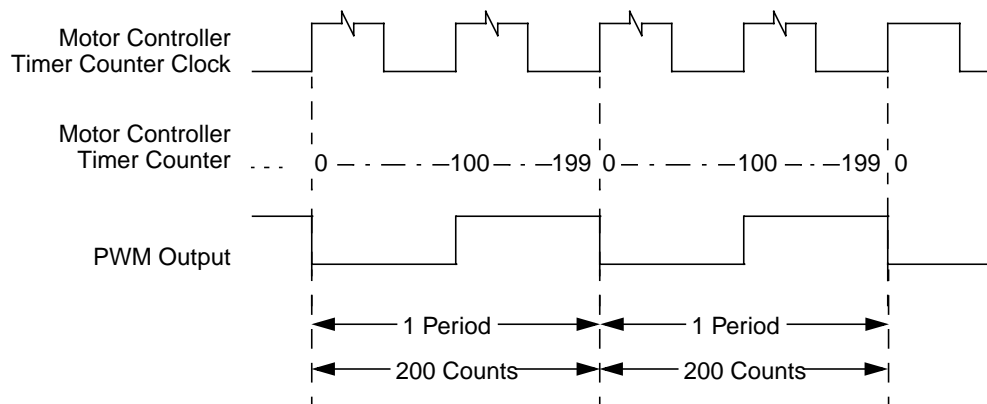 Motor Controller
Timer Counter Clock
Motor Controller
Timer Counter
0 100 199 0 100 199 0
PWM Output
1 Period 1 Period
200 Counts 200 Counts